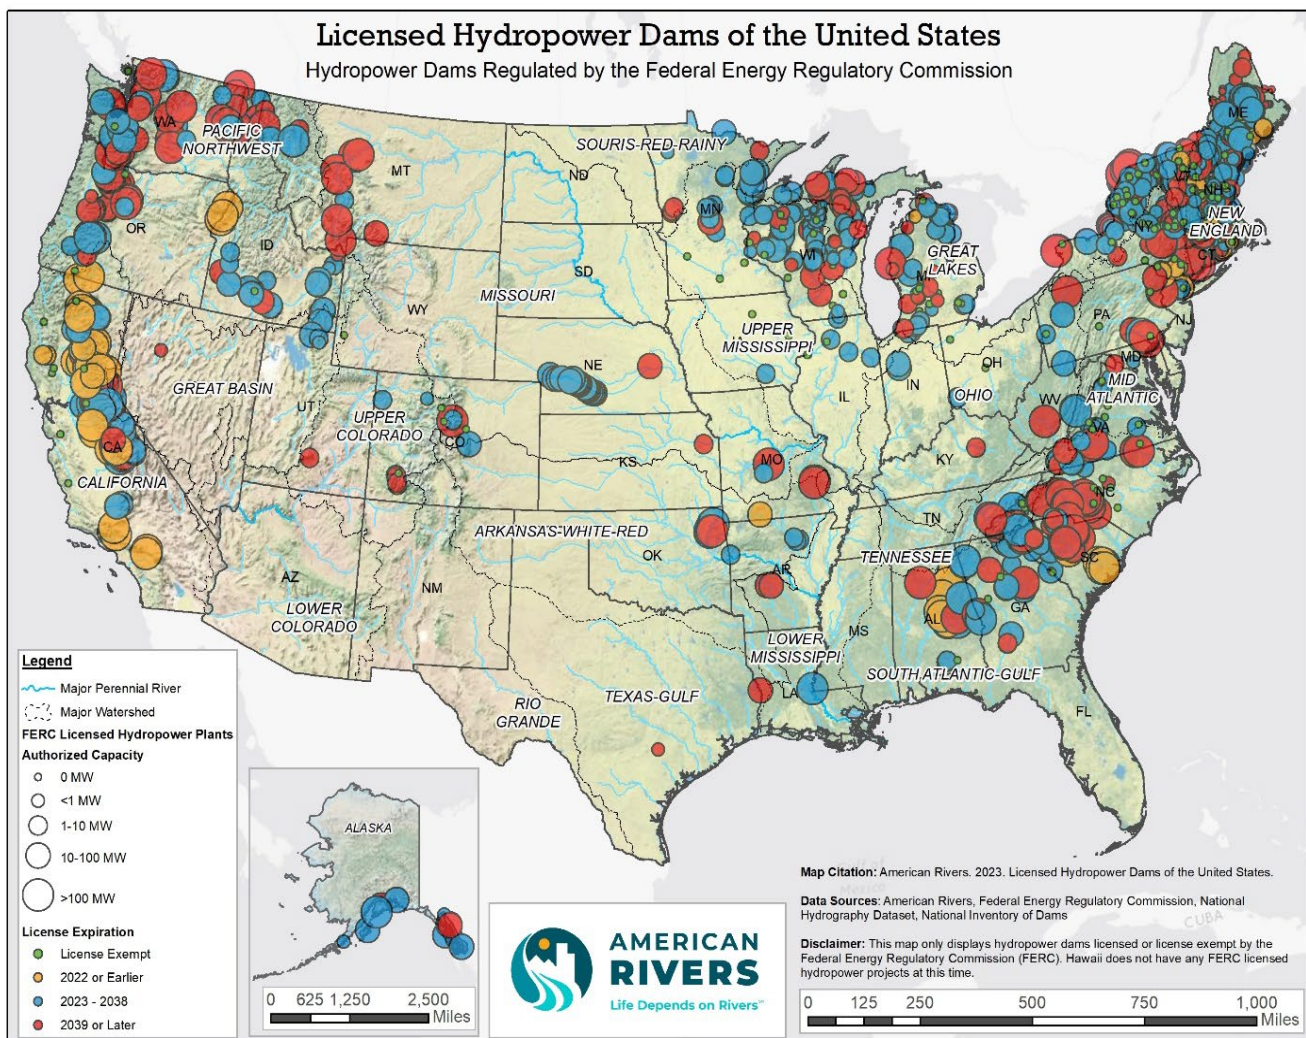 Licensed Hydropower Dams of the United States
Hydropower Dams Regulated by the Federal Energy Regulatory Commission
WA
PACIFIC
NORTHWEST
MT
ND
SOURIS-RED-RAINY
MN
ME
VT
NH
NY
NEW
ENGLAND
CT
OR
ID
SD
WI
GREAT
LAKES
MI
WY
MISSOURI
UPPER
MISSISSIPPI
IA
PA
NJ
MD
MID
ATLANTIC
OH
OHIO
NE
IL
IN
WV
VA
GREAT BASIN
UT
UPPER
COLORADO
CO
CA
CALIFORNIA
KS
MO
KY
NC
TN
TENNESSEE
SC
ARKANSAS-WHITE-RED
OK
AR
AZ
NM
LOWER
COLORADO
MS
AL
GA
LOWER
MISSISSIPPI
LA
SOUTH ATLANTIC-GULF
FL
RIO
GRANDE
TEXAS-GULF
Gulf of
Mexico
CUBA
Legend
Major Perennial River
Major Watershed
FERC Licensed Hydropower Plants
Authorized Capacity
0 MW
<1 MW
1-10 MW
10-100 MW
>100 MW
License Expiration
License Exempt
2022 or Earlier
2023 - 2038
2039 or Later
ALASKA
0 625 1,250 2,500
Miles
AMERICAN
RIVERS
Life Depends on Rivers℠
Map Citation: American Rivers. 2023. Licensed Hydropower Dams of the United States.
Data Sources: American Rivers, Federal Energy Regulatory Commission, National
Hydrography Dataset, National Inventory of Dams
Disclaimer: This map only displays hydropower dams licensed or license exempt by the
Federal Energy Regulatory Commission (FERC). Hawaii does not have any FERC licensed
hydropower projects at this time.
0 125 250 500 750 1,000
Miles